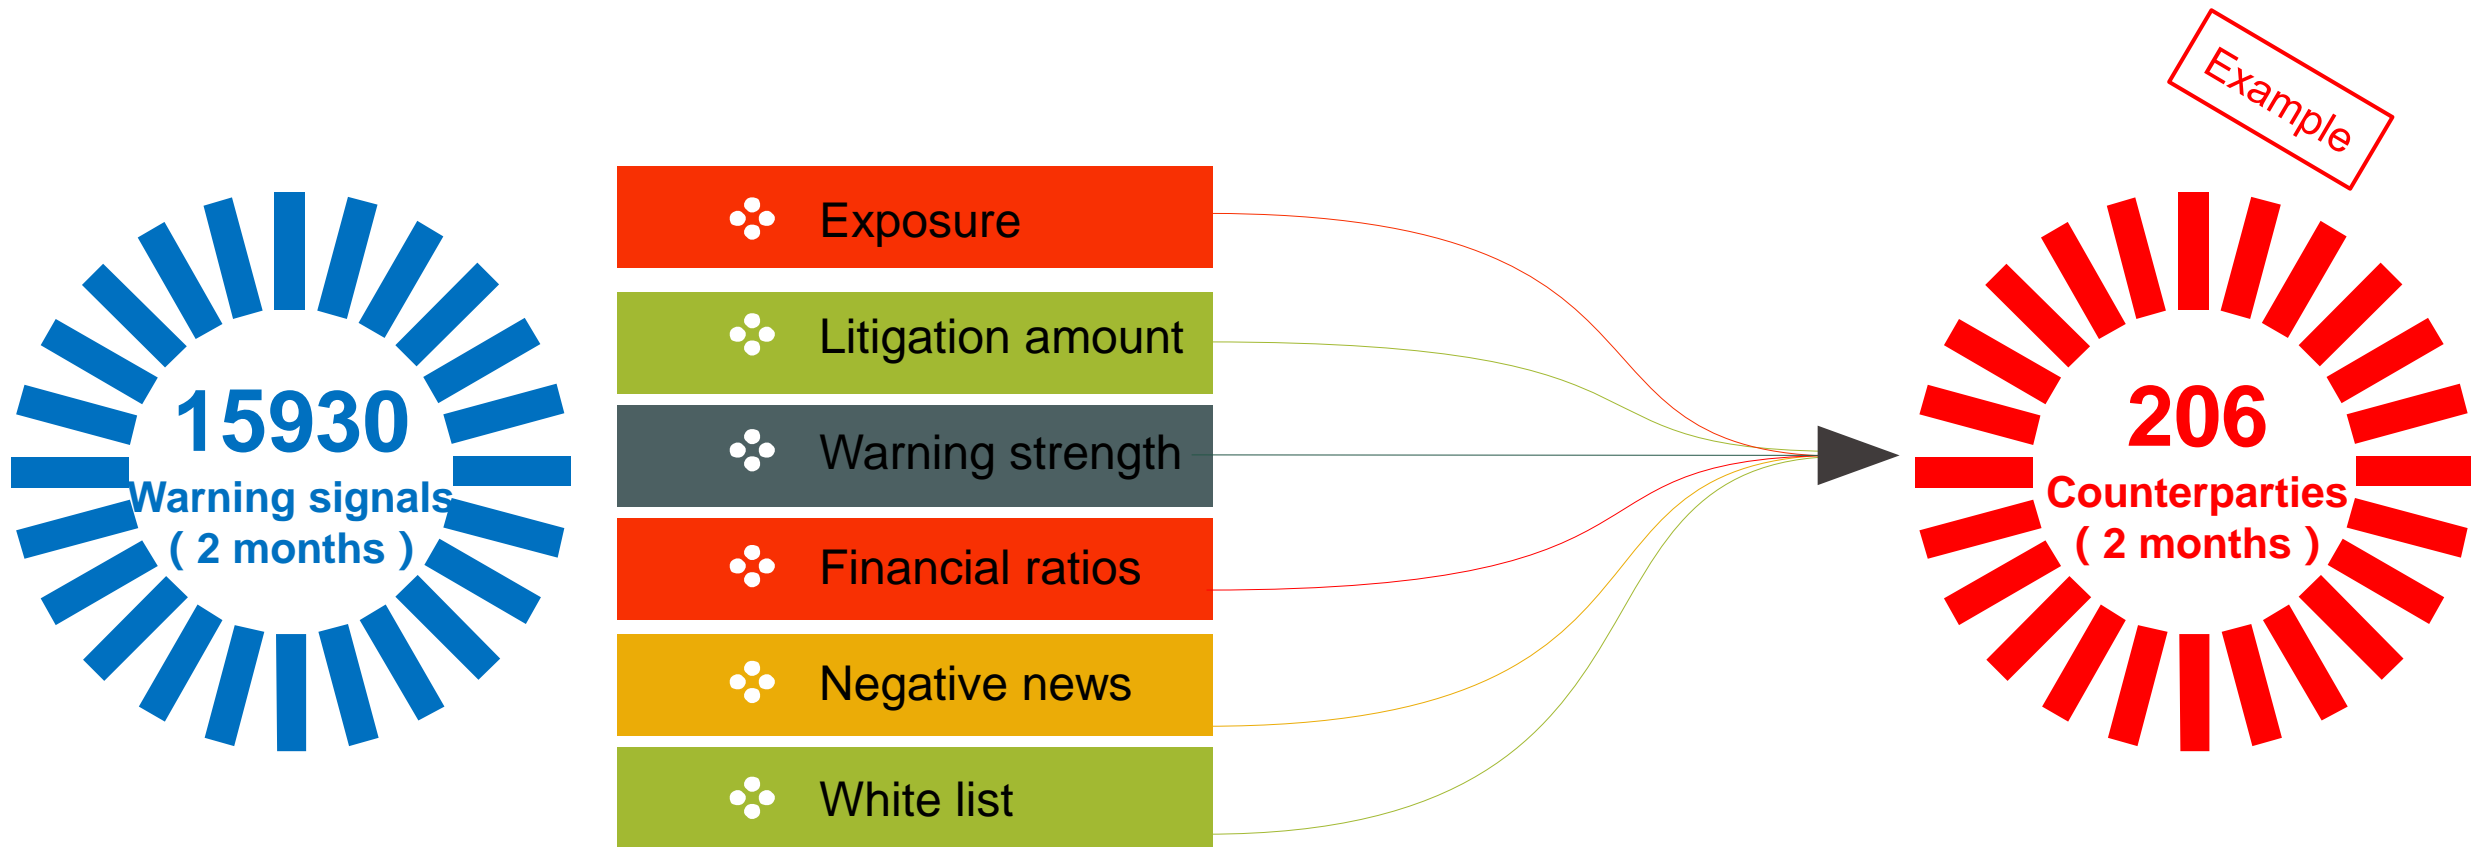 Example
15930
Warning signals
( 2 months )
Exposure
Litigation amount
Warning strength
Financial ratios
Negative news
White list
206
Counterparties
( 2 months )